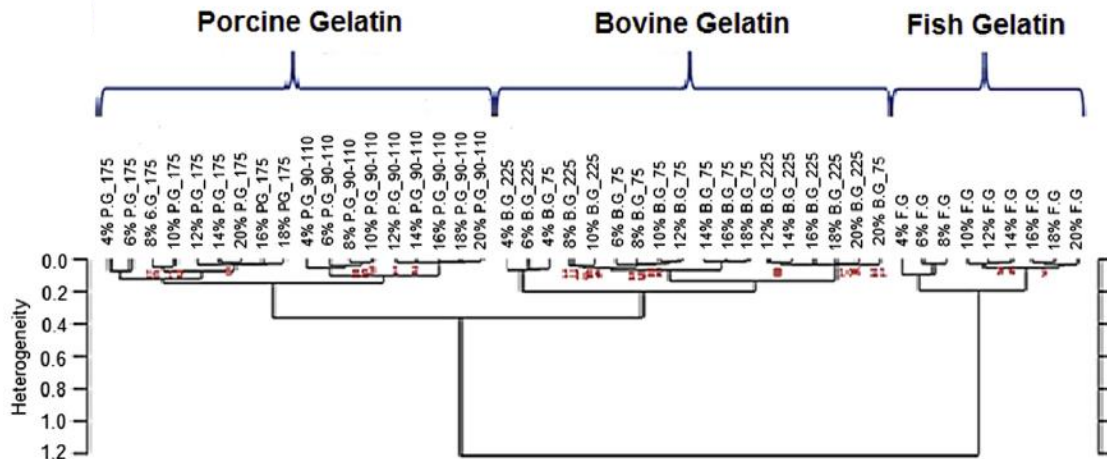 Porcine Gelatin
Bovine Gelatin
Fish Gelatin
4% P.G_175
6% P.G_175
8% 6.G_175
10% P.G_175
12% P.G_175
14% P.G_175
20% P.G_175
16% PG_175
18% PG_175
4% P.G_90-110
6% P.G_90-110
8% P.G_90-110
10% P.G_90-110
12% P.G_90-110
14% P.G_90-110
16% P.G_90-110
18% P.G_90-110
20% P.G_90-110
4% B.G_225
6% B.G_225
4% B.G_75
8% B.G_225
10% B.G_225
6% B.G_75
8% B.G_75
10% B.G_75
12% B.G_75
14% B.G_75
16% B.G_75
18% B.G_75
12% B.G_225
14% B.G_225
16% B.G_225
18% B.G_225
20% B.G_225
20% B.G_75
4% F.G
6% F.G
8% F.G
10% F.G
12% F.G
14% F.G
16% F.G
18% F.G
20% F.G
Heterogeneity
0.0
0.2
0.4
0.6
0.8
1.0
1.2